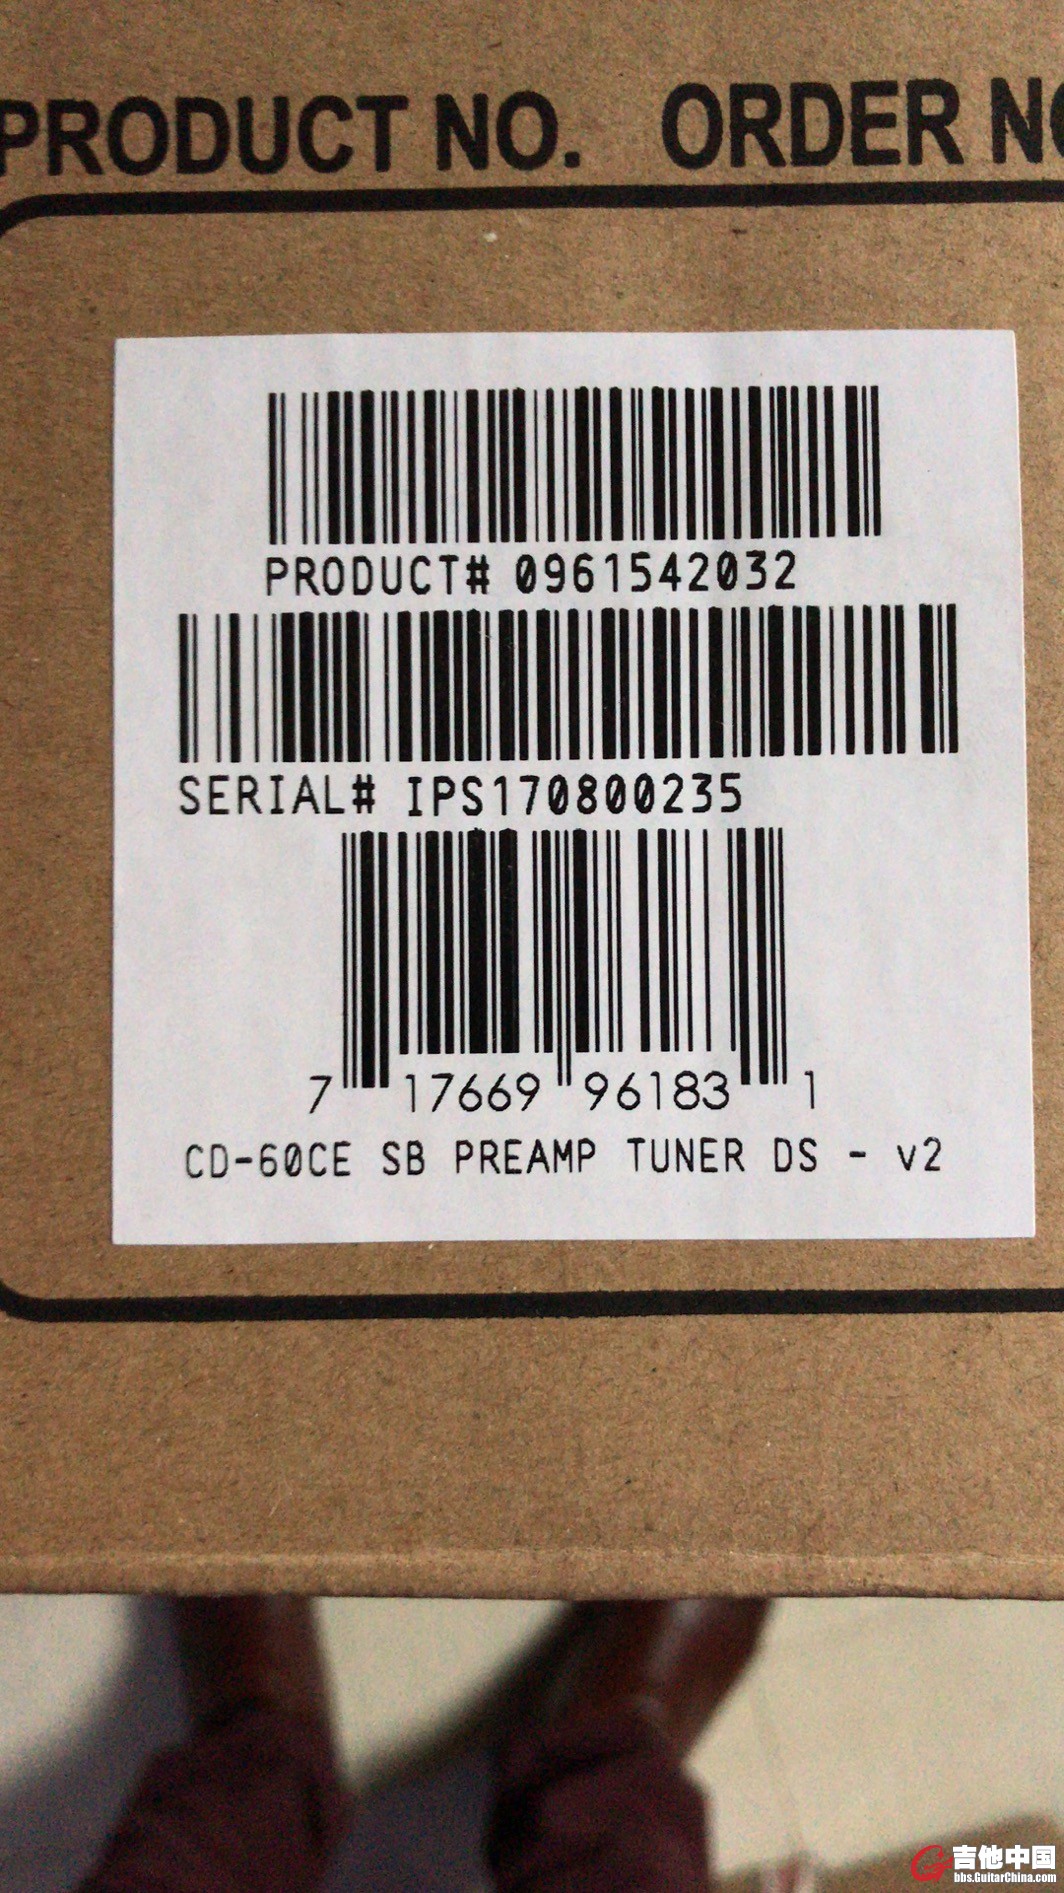 PRODUCT NO. ORDER NO
PRODUCT# 0961542032
SERIAL# IPS170800235
7 17669 96183 1
CD-60CE SB PREAMP TUNER DS - v2
吉他中国
bbs.GuitarChina.com